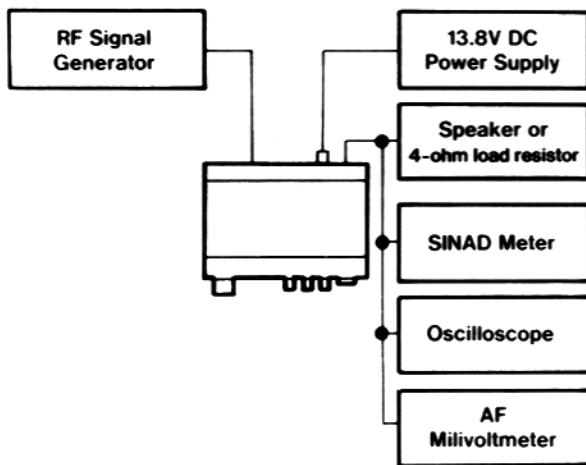 RF Signal
Generator
13.8V DC
Power Supply
Speaker or
4-ohm load resistor
SINAD Meter
Oscilloscope
AF
Milivoltmeter